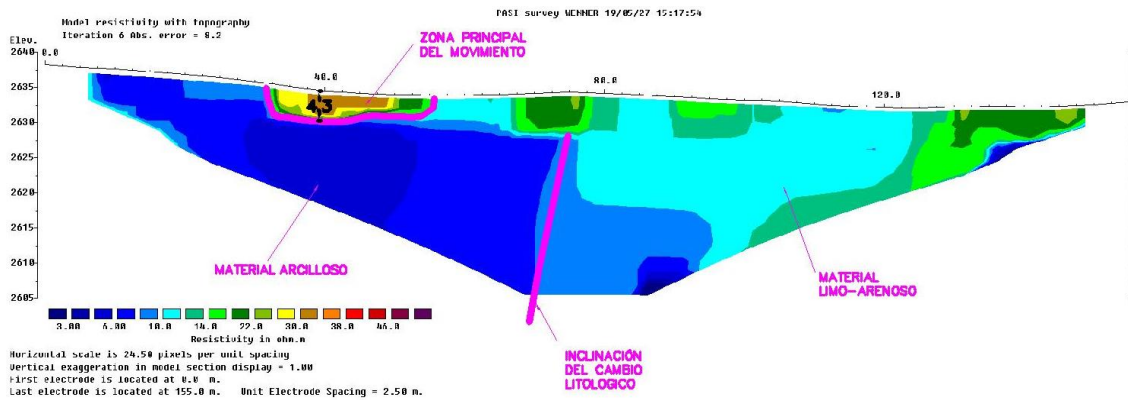 PASI survey WENNER 19/05/27 15:17:54
Model resistivity with topography
Iteration 6 Abs. error = 8.2
Elev.
ZONA PRINCIPAL
DEL MOVIMIENTO
2640
0.0
40.0
80.0
120.0
2635
4,3
2630
2625
2620
2615
2610
2605
MATERIAL ARCILLOSO
MATERIAL
LIMO-ARENOSO
3.00 6.00 10.0 14.0 22.0 30.0 38.0 46.0
Resistivity in ohm.m
INCLINACIÓN
DEL CAMBIO
LITOLOGICO
Horizontal scale is 24.50 pixels per unit spacing
Vertical exaggeration in model section display = 1.00
First electrode is located at 0.0 m.
Last electrode is located at 155.0 m. Unit Electrode Spacing = 2.50 m.